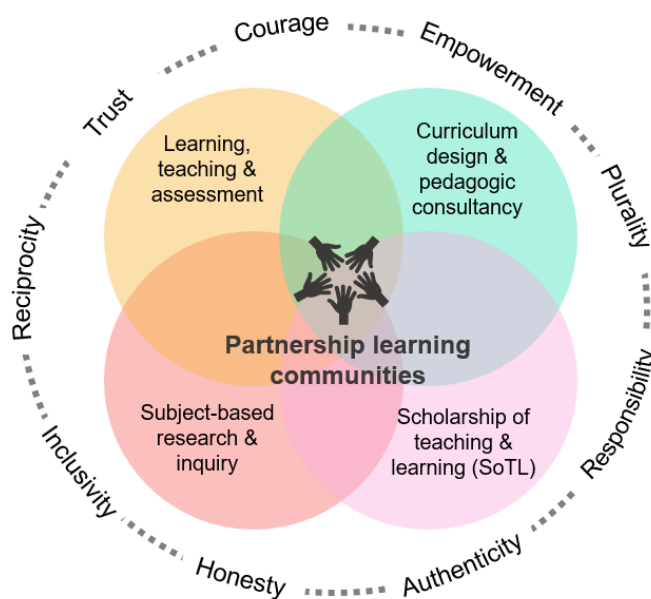 Courage
Empowerment
Trust
Plurality
Reciprocity
Responsibility
Inclusivity
Authenticity
Honesty
Learning,
teaching &
assessment
Curriculum
design &
pedagogic
consultancy
Partnership learning
communities
Subject-based
research &
inquiry
Scholarship of
teaching &
learning (SoTL)